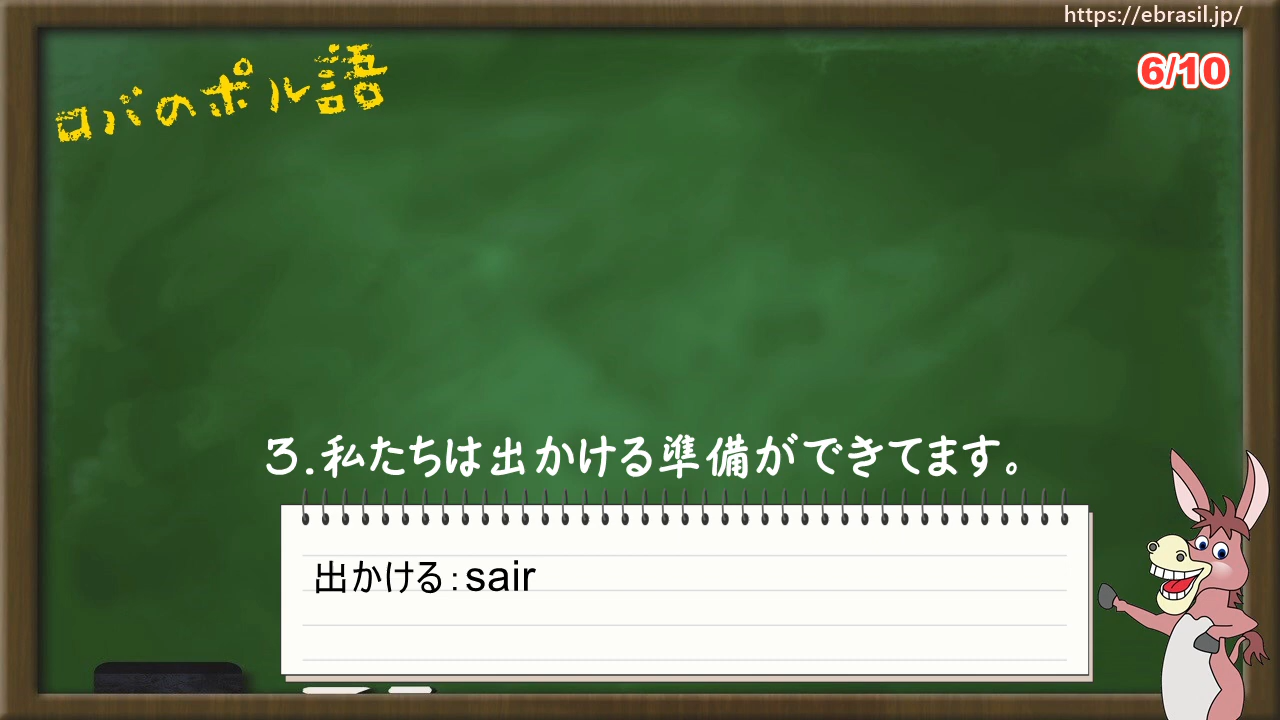 https://ebrasil.jp/
ロバのポル語
6/10
3.私たちは出かける準備ができてます。
出かける：sair